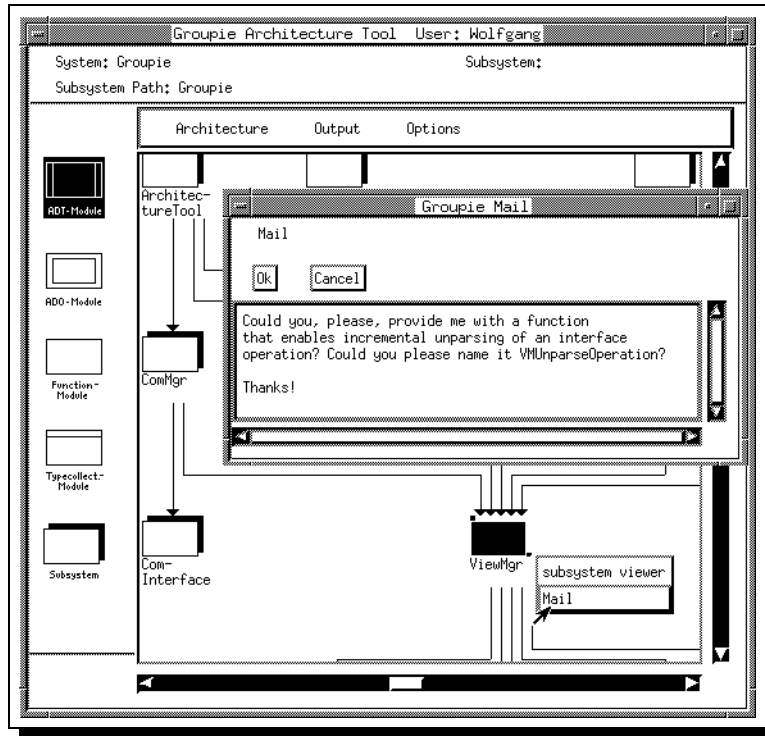 Groupie Architecture Tool User: Wolfgang
System: Groupie
Subsystem:
Subsystem Path: Groupie
Architecture
Output
Options
ADT-Module
ADO-Module
Function-
Module
Typecollect.-
Module
Subsystem
Architec-
tureTool
ComMgr
Com-
Interface
ViewMgr
Groupie Mail
Mail
Ok
Cancel
Could you, please, provide me with a function
that enables incremental unparsing of an interface
operation? Could you please name it VMUnparseOperation?
Thanks!
subsystem viewer
Mail